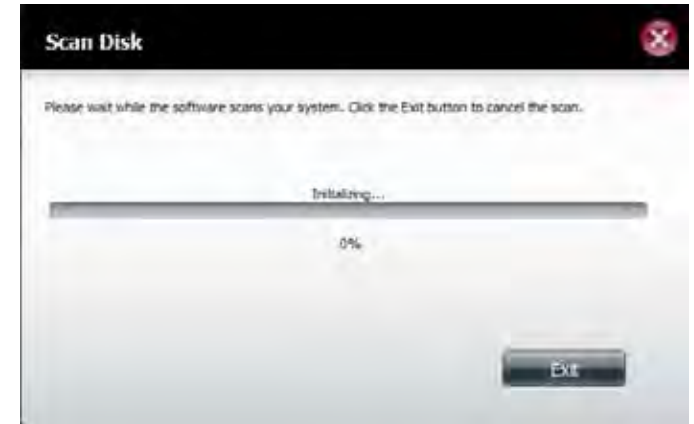 Scan Disk
Please wait while the software scans your system. Click the Exit button to cancel the scan.
Initializing...
0%
Exit